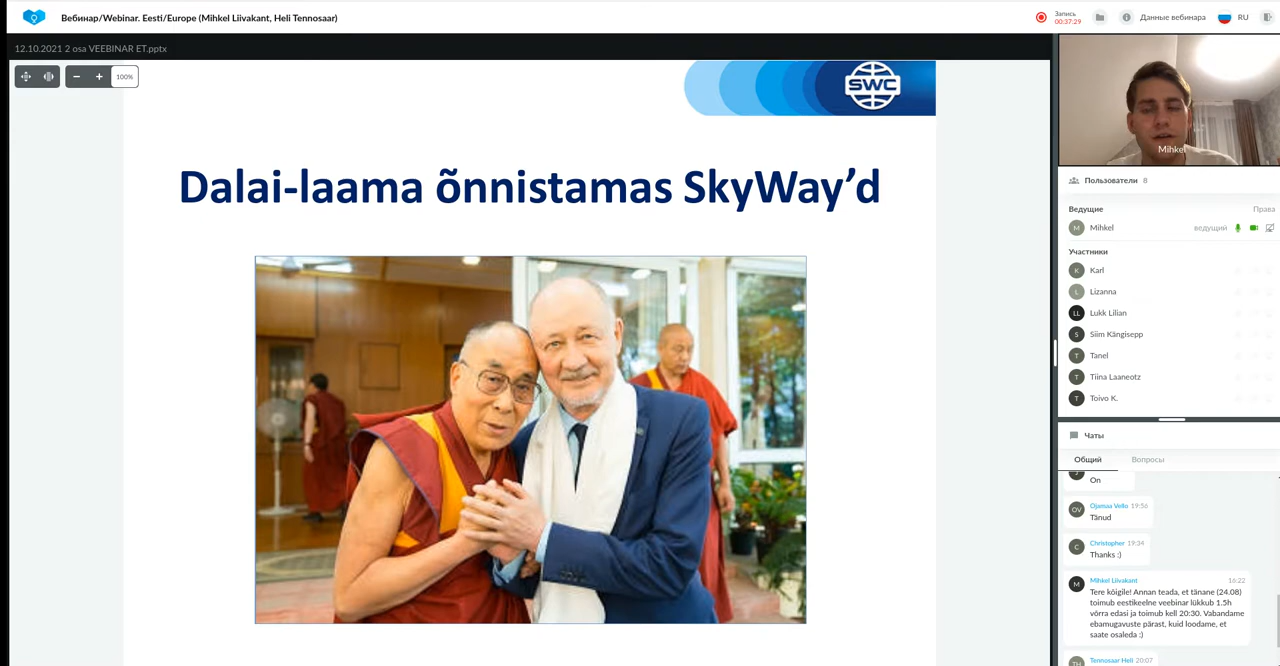 Вебинар/Webinar. Eesti/Europe (Mihkel Liivakant, Heli Tennosaar)
Запись
00:37:29
Данные вебинара
RU
12.10.2021 2 osa VEEBINAR ET.pptx
100%
SWC
Dalai-laama õnnistamas SkyWay’d
Mihkel
Пользователи 8
Ведущие
Права
M Mihkel
ведущий
Участники
K Karl
L Lizanna
LL Lukk Lilian
S Siim Kängisepp
T Tanel
T Tiina Laaneotz
T Toivo K.
Чаты
Общий
Вопросы
On
OV Ojamaa Vello 19:56
Tänud
C Christopher 19:34
Thanks :)
M Mihkel Liivakant 16:22
Tere kõigile! Annan teada, et tänane (24.08)
toimub eestikeelne veebinar lükkub 1.5h
võrra edasi ja toimub kell 20:30. Vabandame
ebamugavuste pärast, kuid loodame, et
saate osaleda :)
TH Tennosaar Heli 20:07